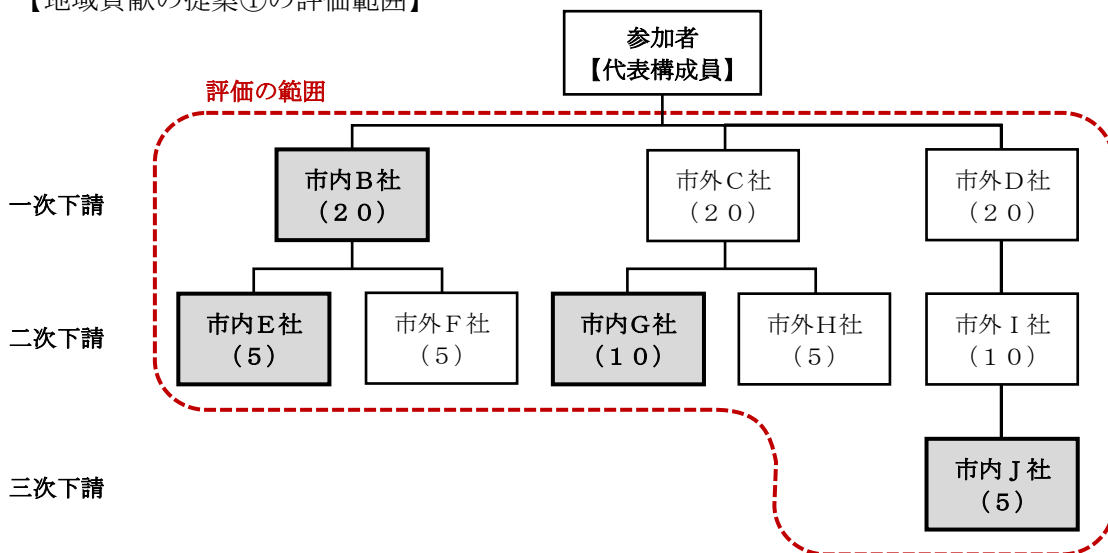 【地域貢献の提案①の評価範囲】
参加者
【代表構成員】
評価の範囲
一次下請
市内B社
(20)
市外C社
(20)
市外D社
(20)
二次下請
市内E社
(5)
市外F社
(5)
市内G社
(10)
市外H社
(5)
市外I社
(10)
三次下請
市内J社
(5)